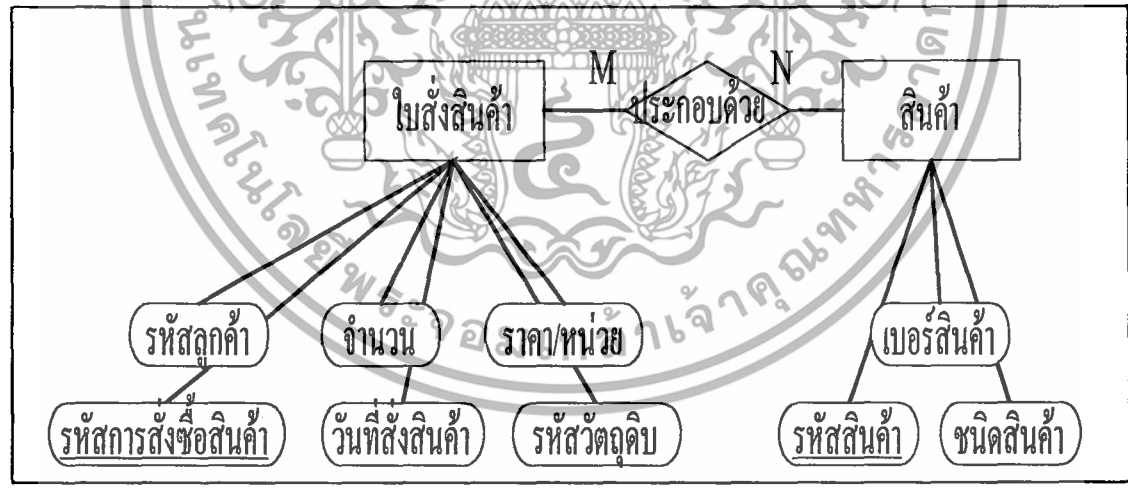 M N
ใบสั่งสินค้า ประกอบด้วย สินค้า
รหัสลูกค้า จำนวน ราคา/หน่วย เบอร์สินค้า
รหัสการสั่งซื้อสินค้า วันที่สั่งสินค้า รหัสวัตถุดิบ รหัสสินค้า ชนิดสินค้า